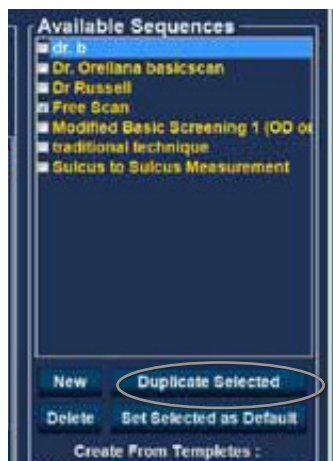 Available Sequences
dr. b
Dr. Orellana basicscan
Dr Russell
Free Scan
Modified Basic Screening 1 (OD or
traditional technique
Sulcus to Sulcus Measurement
New
Duplicate Selected
Delete
Set Selected as Default
Create From Templetes :